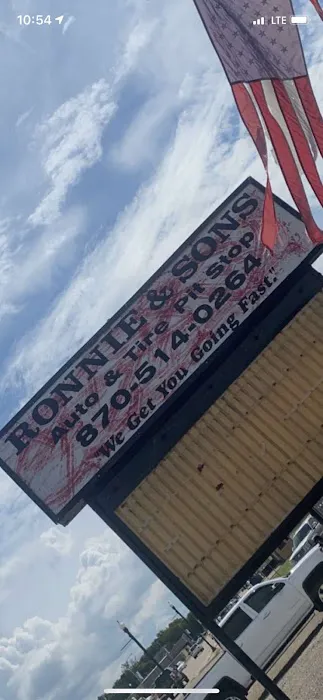 10:54
LTE
RONNIE & SONS
Auto & Tire Pit Stop
870-514-0264
"We Get You Going Fast."